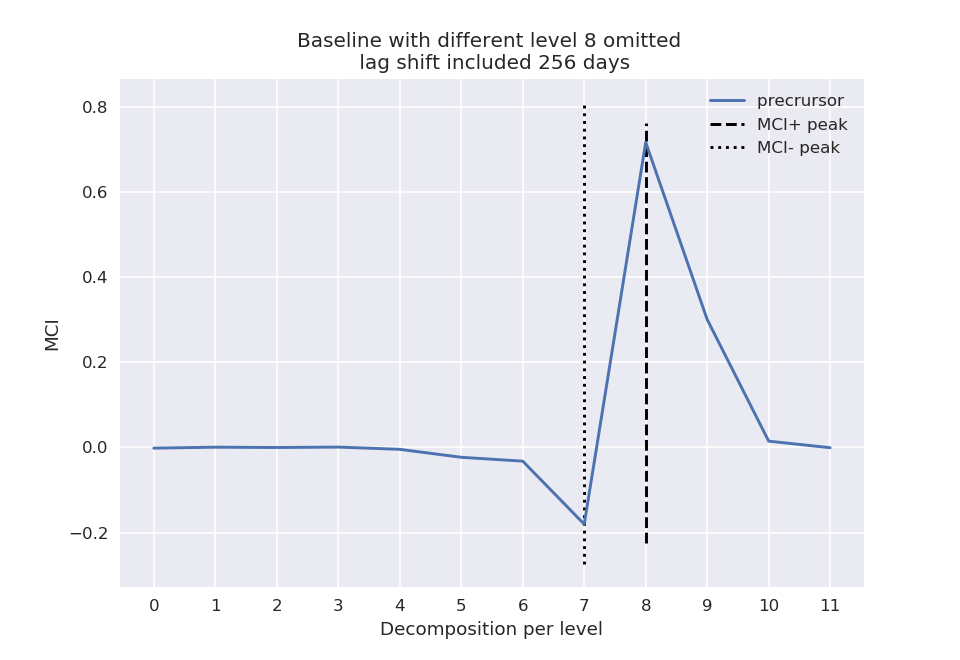 Baseline with different level 8 omitted
lag shift included 256 days
precrursor
MCI+ peak
MCI- peak
0.8
0.6
0.4
0.2
0.0
−0.2
MCI
0 1 2 3 4 5 6 7 8 9 10 11
Decomposition per level